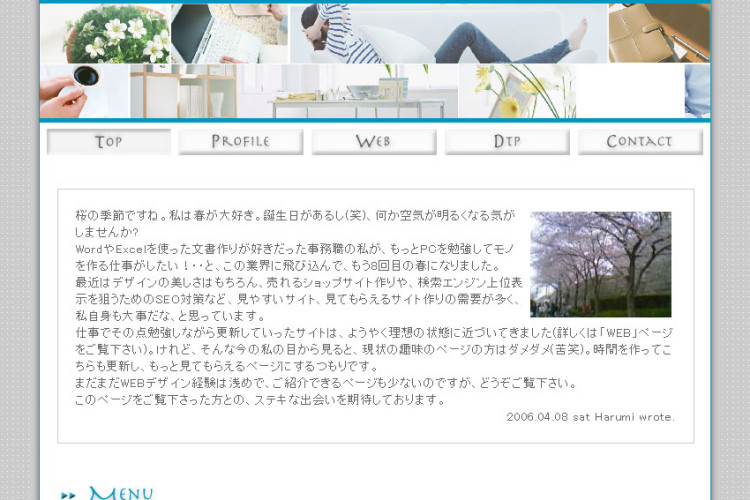 TOP
PROFILE
WEB
DTP
CONTACT
桜の季節ですね。私は春が大好き。誕生日があるし(笑)、何か空気が明るくなる気が
しませんか?
WordやExcelを使った文書作りが好きだった事務職の私が、もっとPCを勉強してモノ
を作る仕事がしたい!・・と、この業界に飛び込んで、もう8回目の春になりました。
最近はデザインの美しさはもちろん、売れるショップサイト作りや、検索エンジン上位表
示を狙うためのSEO対策など、見やすいサイト、見てもらえるサイト作りの需要が多く、
私自身も大事だな、と思っています。
仕事でその点勉強しながら更新していったサイトは、ようやく理想の状態に近づいてきました(詳しくは「WEB」ページ
をご覧下さい)。けれど、そんな今の私の目から見ると、現状の趣味のページの方はダメダメ(苦笑)。時間を作ってこ
ちらも更新し、もっと見てもらえるページにするつもりです。
まだまだWEBデザイン経験は浅めで、ご紹介できるページも少ないのですが、どうぞご覧下さい。
このページをご覧下さった方との、ステキな出会いを期待しております。
2006.04.08 sat Harumi wrote.
MENU